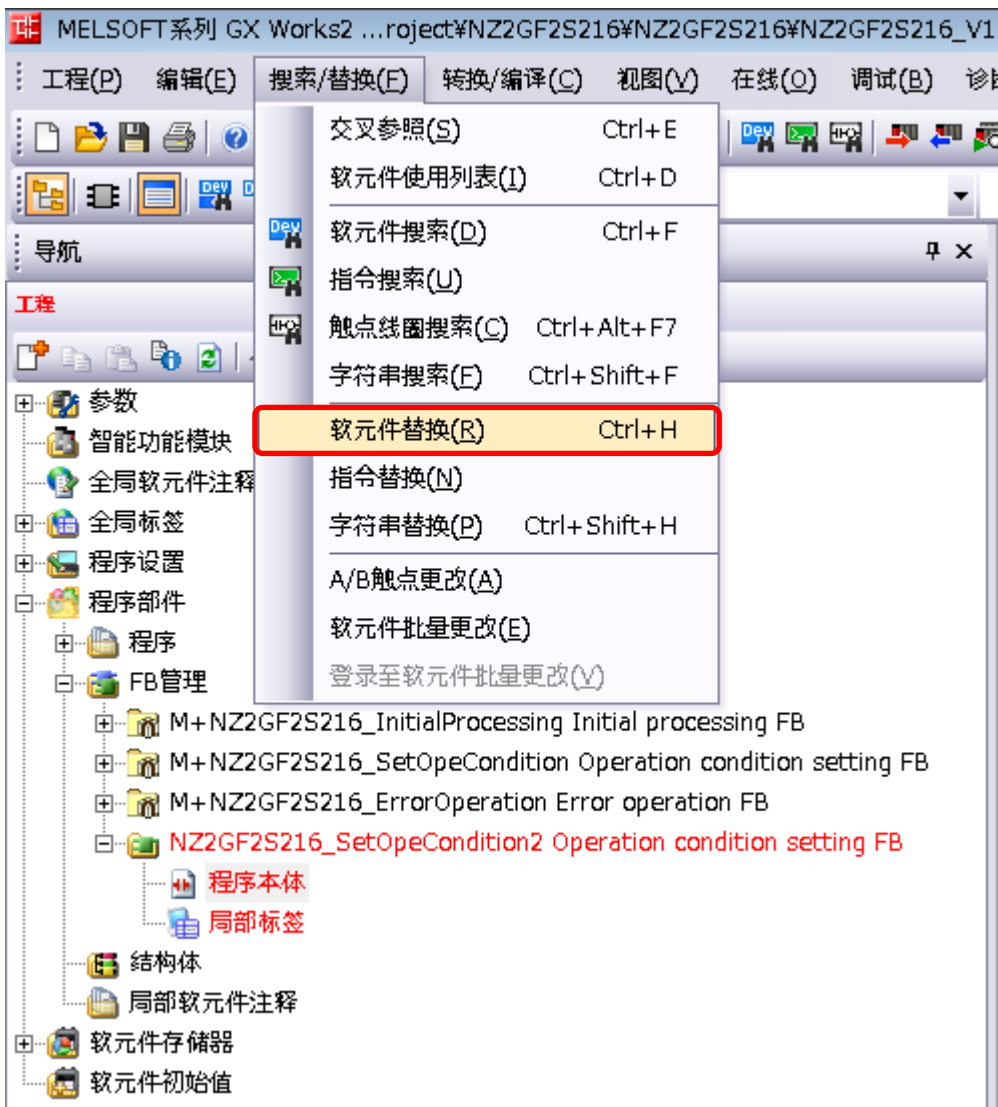 MELSOFT系列 GX Works2 ...roject¥NZ2GF2S216¥NZ2GF2S216¥NZ2GF2S216_V1
工程(P) 编辑(E) 搜索/替换(F) 转换/编译(C) 视图(V) 在线(O) 调试(B) 诊断
交叉参照(S) Ctrl+E
软元件使用列表(I) Ctrl+D
导航
软元件搜索(D) Ctrl+F
指令搜索(U)
工程
触点线圈搜索(C) Ctrl+Alt+F7
字符串搜索(F) Ctrl+Shift+F
软元件替换(R) Ctrl+H
指令替换(N)
字符串替换(P) Ctrl+Shift+H
A/B触点更改(A)
软元件批量更改(E)
登录至软元件批量更改(V)
参数
智能功能模块
全局软元件注释
全局标签
程序设置
程序部件
程序
FB管理
M+NZ2GF2S216_InitialProcessing Initial processing FB
M+NZ2GF2S216_SetOpeCondition Operation condition setting FB
M+NZ2GF2S216_ErrorOperation Error operation FB
NZ2GF2S216_SetOpeCondition2 Operation condition setting FB
程序本体
局部标签
结构体
局部软元件注释
软元件存储器
软元件初始值